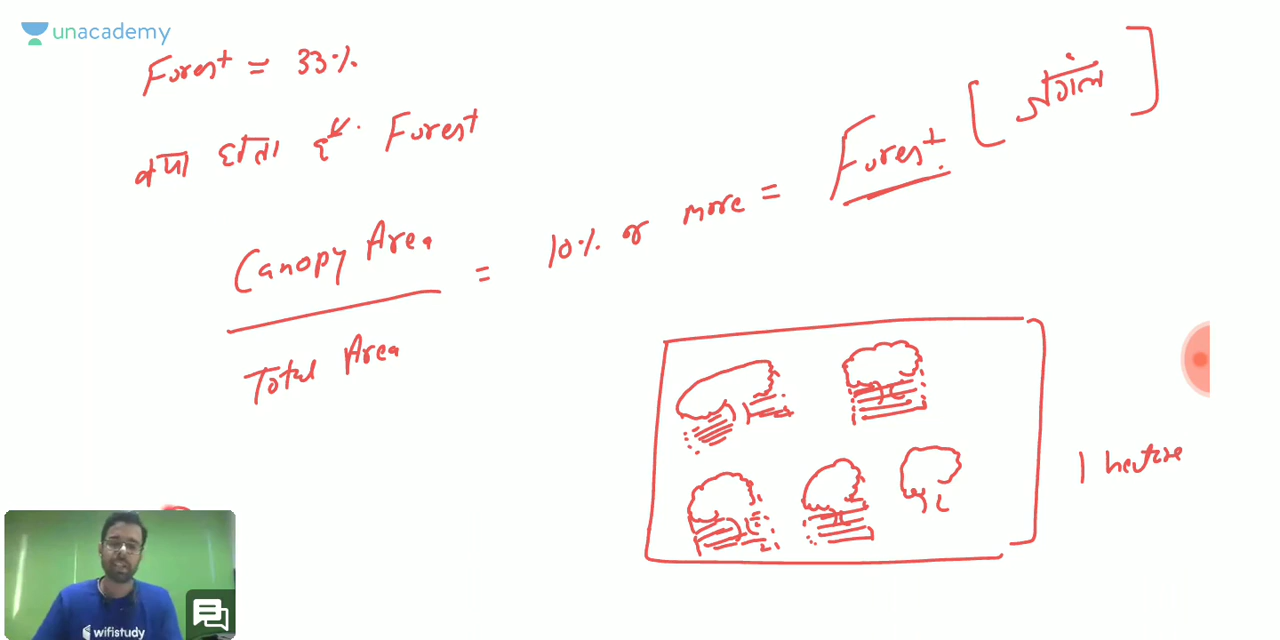 unacademy
Forest = 33%
क्या होता है Forest
Canopy Area
Total Area
= 10% or more = Forest [जंगल]
1 hectare
wifistudy